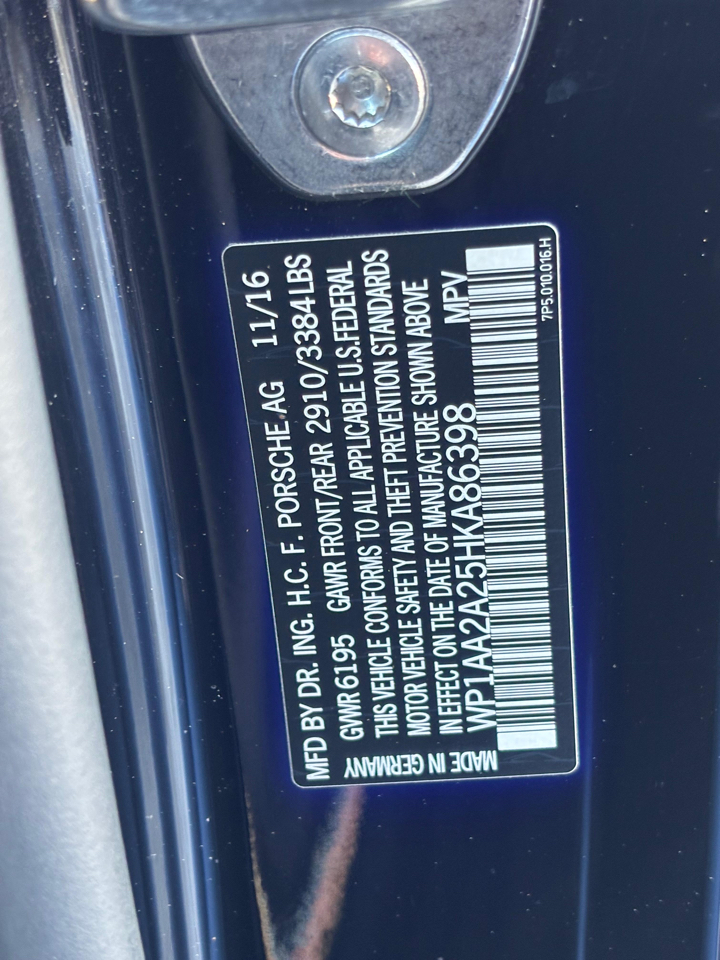 MFD BY DR. ING. H.C. F. PORSCHE AG 11/16
GVWR 6195 GAWR FRONT/REAR 2910/3384 LBS
THIS VEHICLE CONFORMS TO ALL APPLICABLE U.S.FEDERAL
MOTOR VEHICLE SAFETY AND THEFT PREVENTION STANDARDS
IN EFFECT ON THE DATE OF MANUFACTURE SHOWN ABOVE
WP1AA2A25HKA86398 MPV
MADE IN GERMANY
7P5.010.016.H